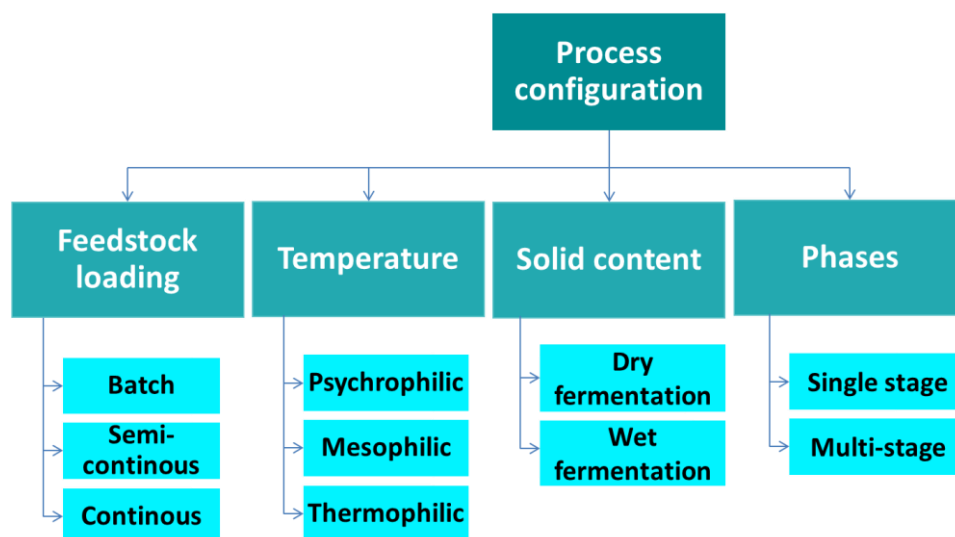 Process
configuration
Feedstock
loading
Temperature
Solid content
Phases
Batch
Semi-
continous
Continous
Psychrophilic
Mesophilic
Thermophilic
Dry
fermentation
Wet
fermentation
Single stage
Multi-stage